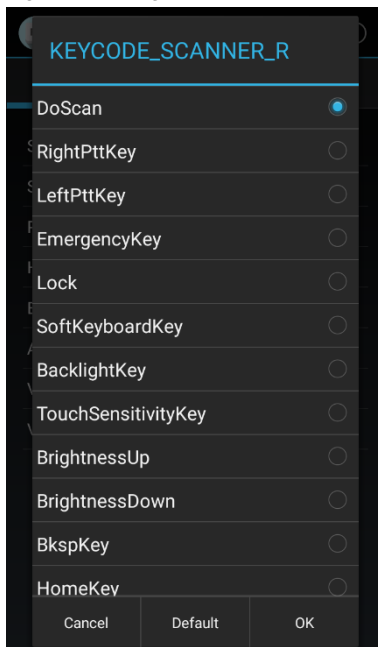 KEYCODE_SCANNER_R
DoScan
RightPttKey
LeftPttKey
EmergencyKey
Lock
SoftKeyboardKey
BacklightKey
TouchSensitivityKey
BrightnessUp
BrightnessDown
BkspKey
HomeKey
Cancel Default OK